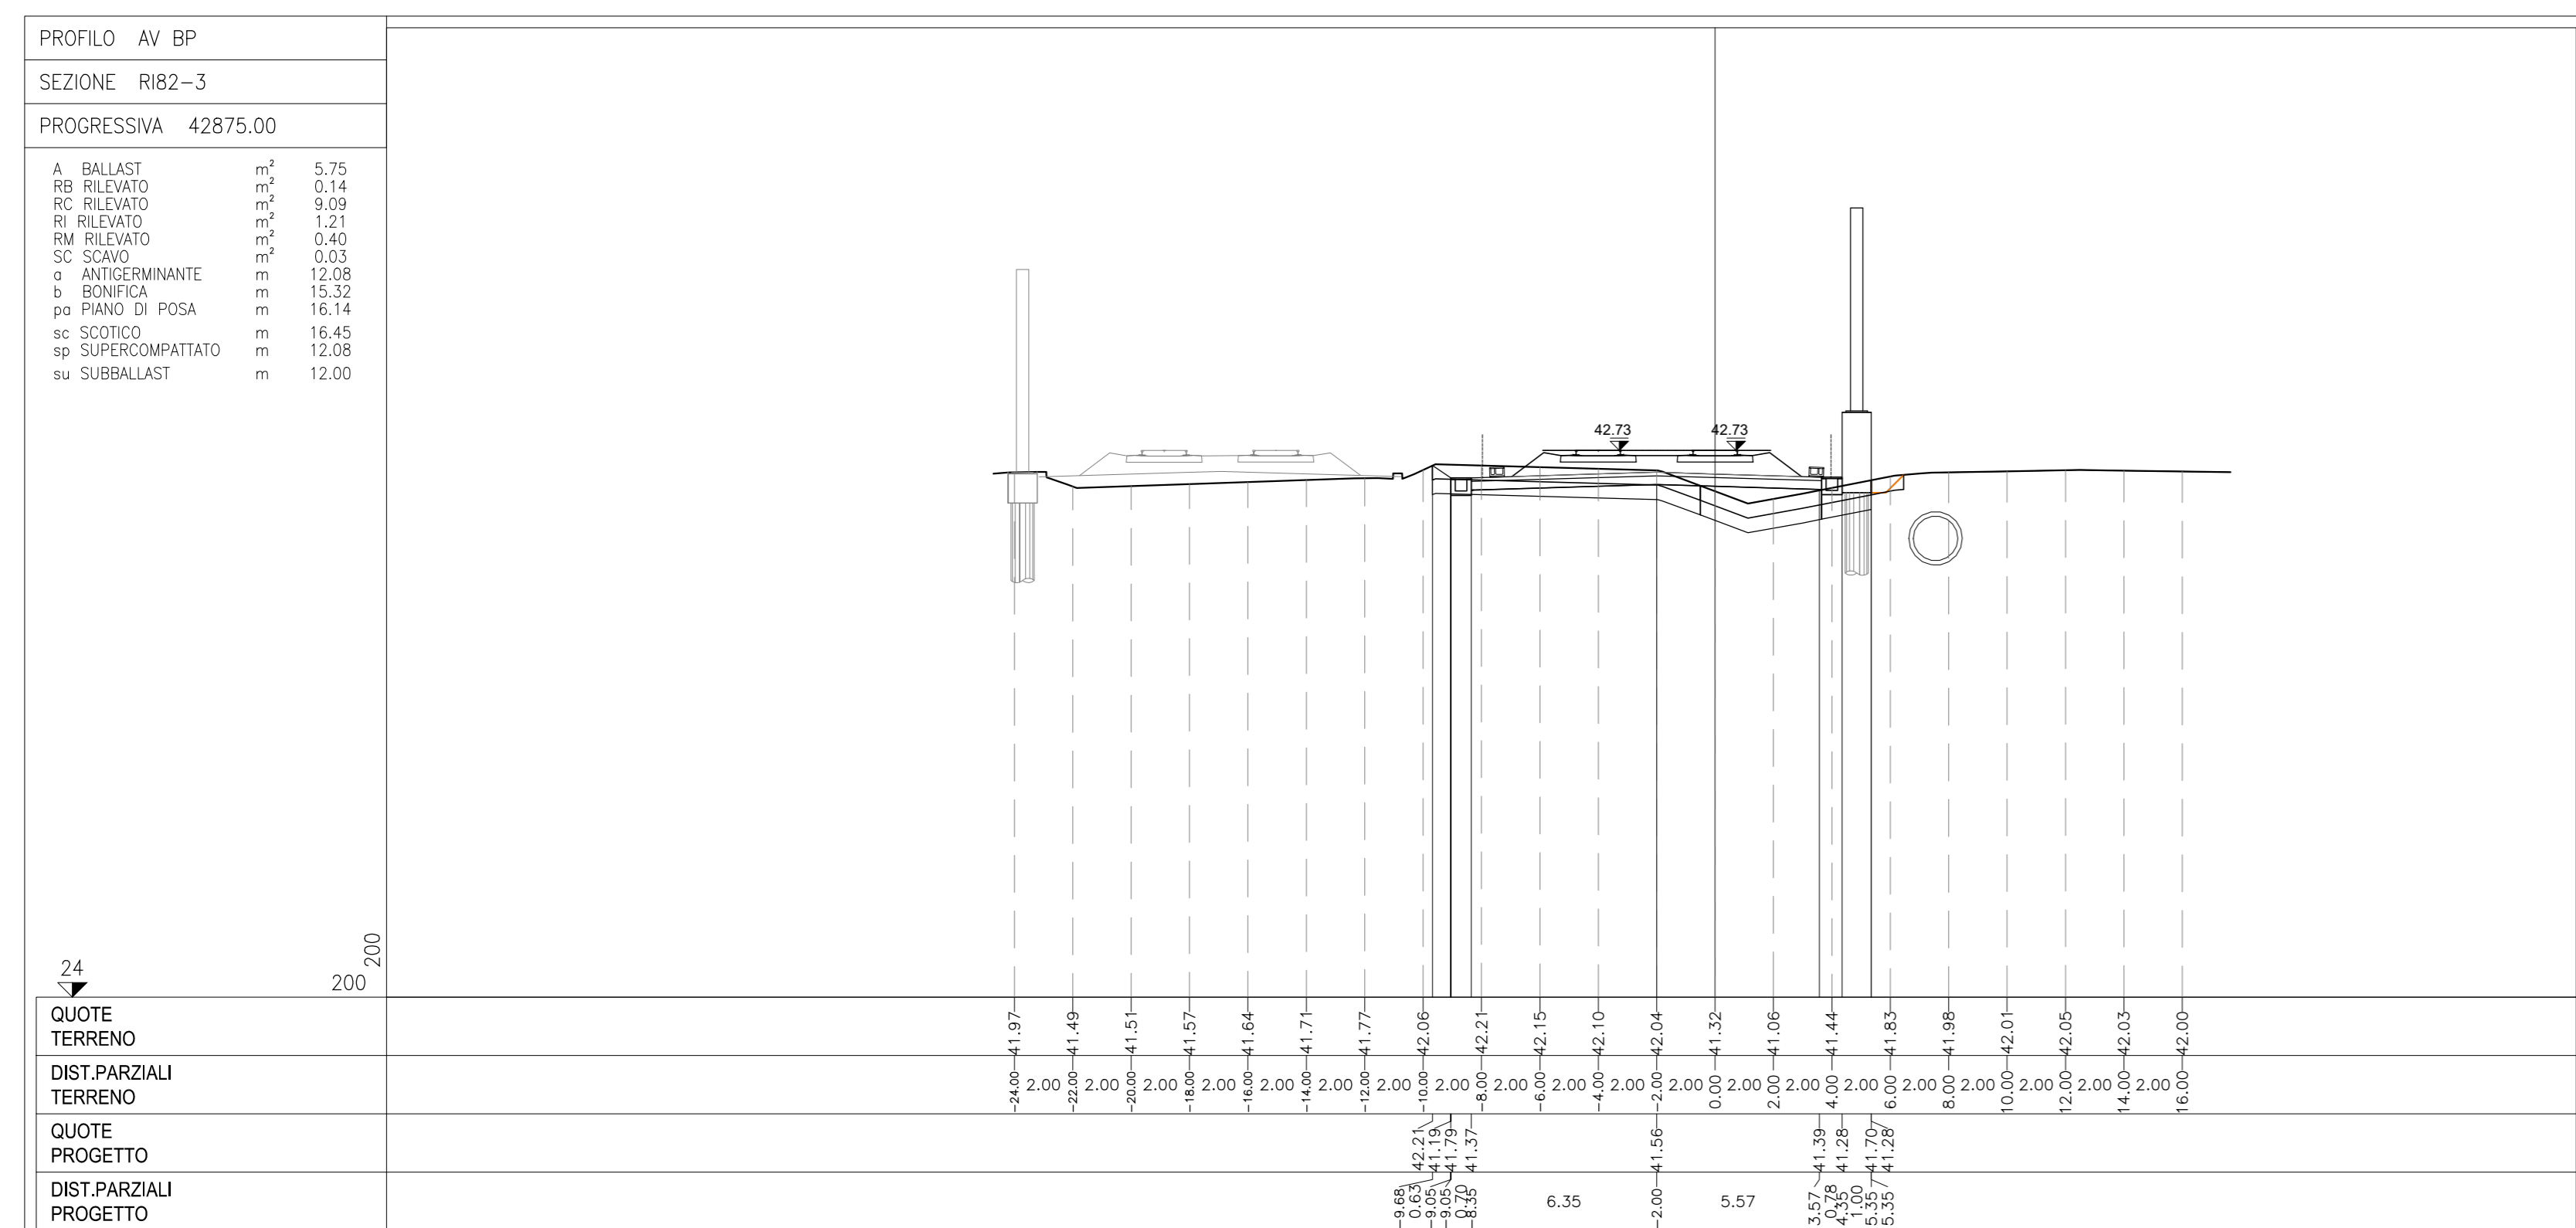 PROFILO AV BP
SEZIONE RI82-3
PROGRESSIVA 42875.00
A BALLAST m² 5.75
RB RILEVATO m² 0.14
RC RILEVATO m² 9.09
RI RILEVATO m² 1.21
RM RILEVATO m² 0.40
SC SCAVO m² 0.03
a ANTIGERMINANTE m 12.08
b BONIFICA m 15.32
pa PIANO DI POSA m 16.14
sc SCOTICO m 16.45
sp SUPERCOMPATTATO m 12.08
su SUBBALLAST m 12.00
42.73 42.73
24
200
200
QUOTE
TERRENO
41.97 41.49 41.51 41.57 41.64 41.71 41.77 42.06 42.21 42.15 42.10 42.04 41.32 41.06 41.44 41.83 41.98 42.01 42.05 42.03 42.00
DIST.PARZIALI
TERRENO
-24.00 2.00 -22.00 2.00 -20.00 2.00 -18.00 2.00 -16.00 2.00 -14.00 2.00 -12.00 2.00 -10.00 2.00 -8.00 2.00 -6.00 2.00 -4.00 2.00 -2.00 2.00 0.00 2.00 2.00 2.00 4.00 2.00 6.00 2.00 8.00 2.00 10.00 2.00 12.00 2.00 14.00 2.00 16.00
QUOTE
PROGETTO
42.21 41.19 41.79 41.37 41.56 41.39 41.28 41.70 41.28
DIST.PARZIALI
PROGETTO
-9.68 0.63 -9.05 -9.05 0.70 -8.35 6.35 -2.00 5.57 3.57 0.78 4.35 1.00 5.35 5.35